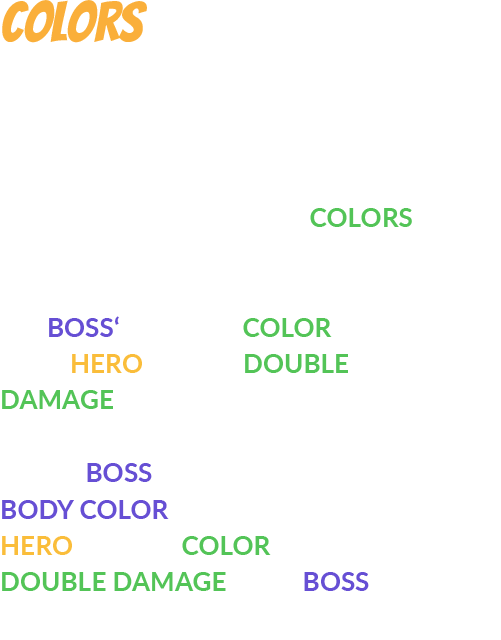 COLORS
COLORS
BOSS‘ COLOR
HERO DOUBLE
DAMAGE
BOSS
BODY COLOR
HERO COLOR
DOUBLE DAMAGE BOSS